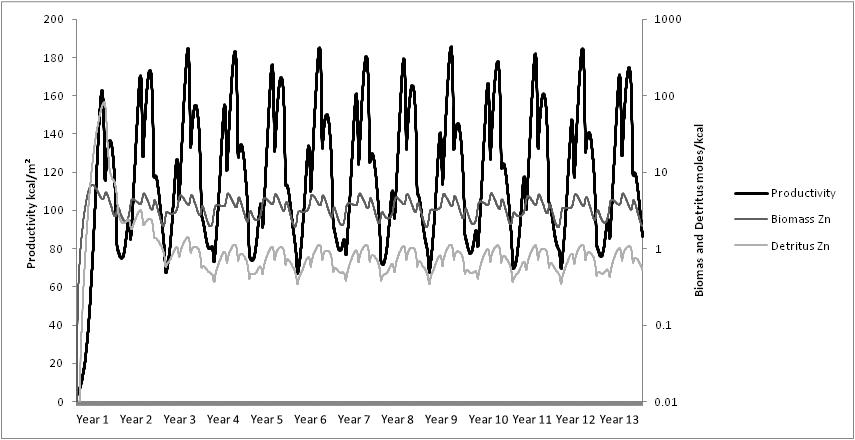 200
180
160
140
120
100
80
60
40
20
0
Productivity kcal/m²
1000
100
10
1
0.1
0.01
Biomas and Detritus moles/kcal
Productivity
Biomass Zn
Detritus Zn
Year 1 Year 2 Year 3 Year 4 Year 5 Year 6 Year 7 Year 8 Year 9 Year 10 Year 11 Year 12 Year 13